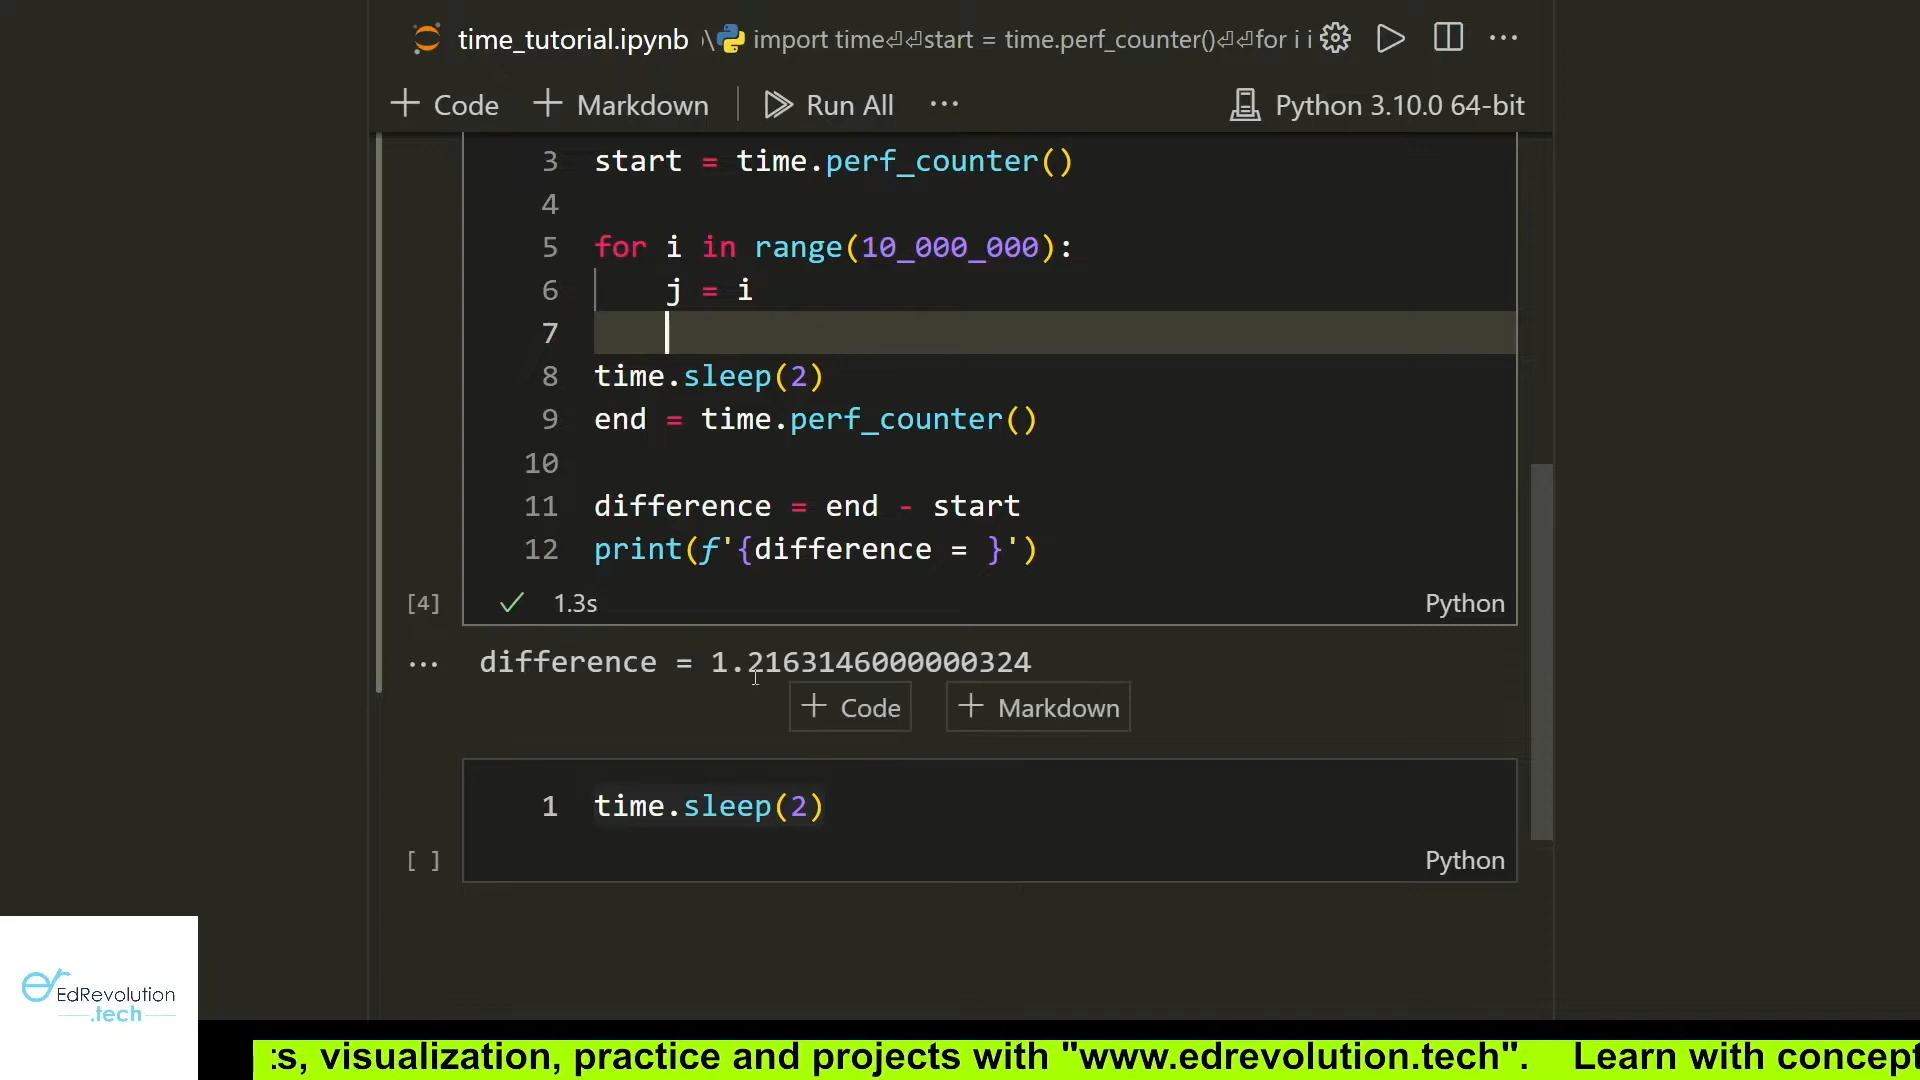 time_tutorial.ipynb
import time⏎⏎start = time.perf_counter()⏎⏎for i i
+ Code + Markdown Run All ... Python 3.10.0 64-bit
3 start = time.perf_counter()
4
5 for i in range(10_000_000):
6 j = i
7
8 time.sleep(2)
9 end = time.perf_counter()
10
11 difference = end - start
12 print(f'{difference = }')
[4] 1.3s Python
... difference = 1.2163146000000324
+ Code + Markdown
1 time.sleep(2)
[ ] Python
EdRevolution
.tech
:s, visualization, practice and projects with "www.edrevolution.tech". Learn with concept